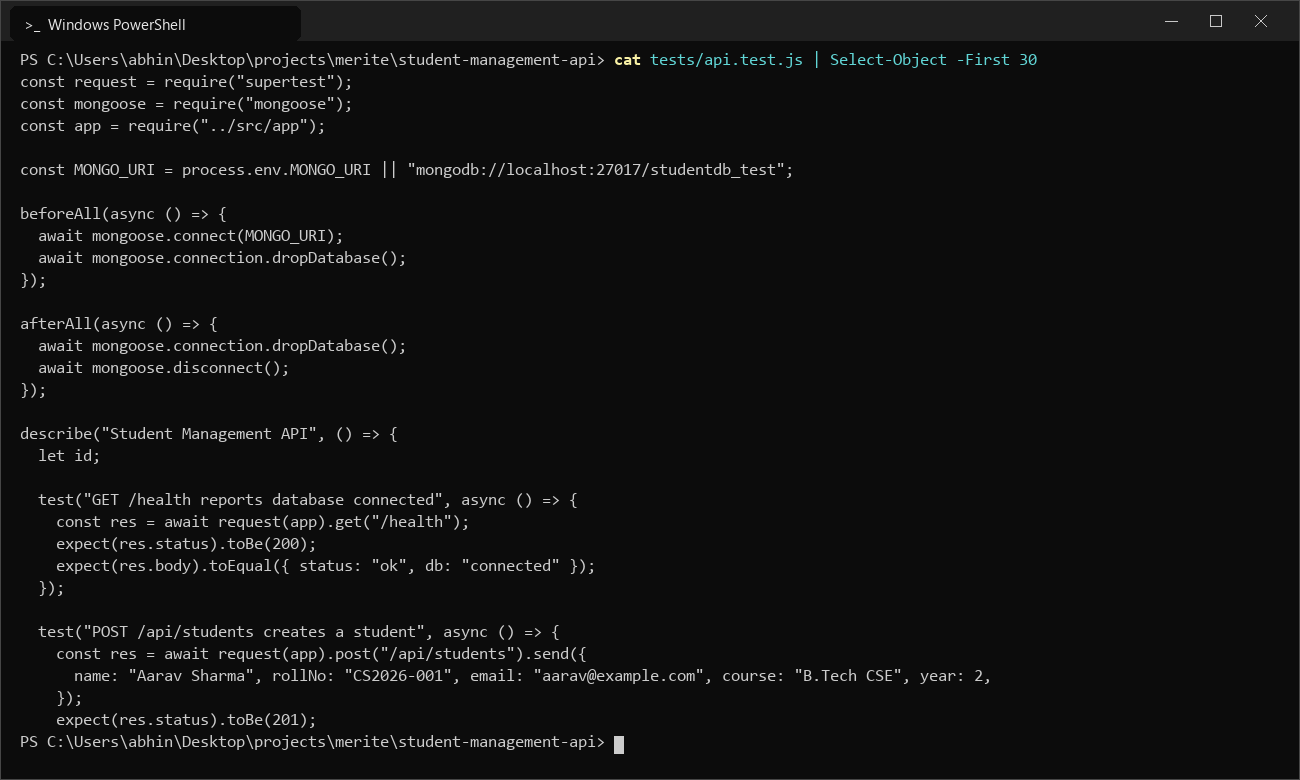 >_ Windows PowerShell
PS C:\Users\abhin\Desktop\projects\merite\student-management-api> cat tests/api.test.js | Select-Object -First 30
const request = require("supertest");
const mongoose = require("mongoose");
const app = require("../src/app");

const MONGO_URI = process.env.MONGO_URI || "mongodb://localhost:27017/studentdb_test";

beforeAll(async () => {
  await mongoose.connect(MONGO_URI);
  await mongoose.connection.dropDatabase();
});

afterAll(async () => {
  await mongoose.connection.dropDatabase();
  await mongoose.disconnect();
});

describe("Student Management API", () => {
  let id;

  test("GET /health reports database connected", async () => {
    const res = await request(app).get("/health");
    expect(res.status).toBe(200);
    expect(res.body).toEqual({ status: "ok", db: "connected" });
  });

  test("POST /api/students creates a student", async () => {
    const res = await request(app).post("/api/students").send({
      name: "Aarav Sharma", rollNo: "CS2026-001", email: "aarav@example.com", course: "B.Tech CSE", year: 2,
    });
    expect(res.status).toBe(201);
PS C:\Users\abhin\Desktop\projects\merite\student-management-api>